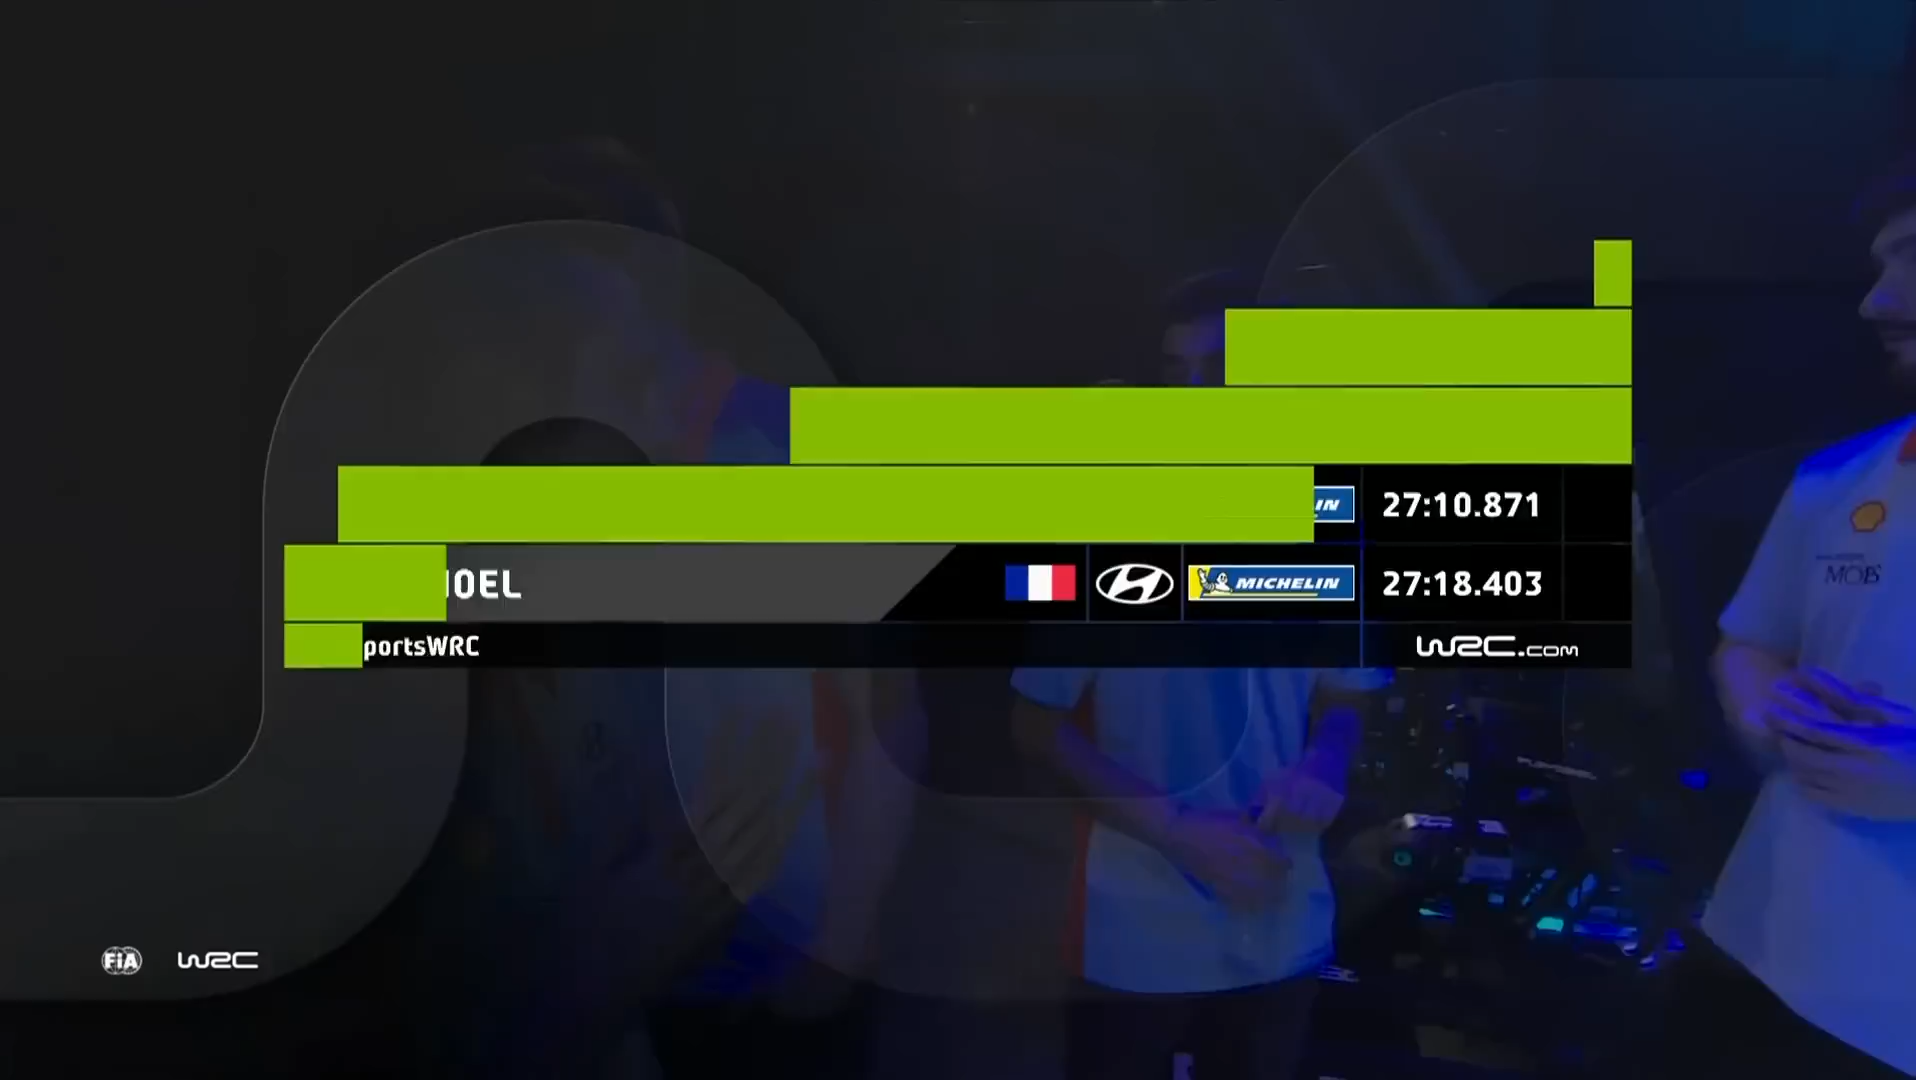 IN 27:10.871
OEL MICHELIN 27:18.403
portsWRC WRC.COM
FiA WRC
MOB